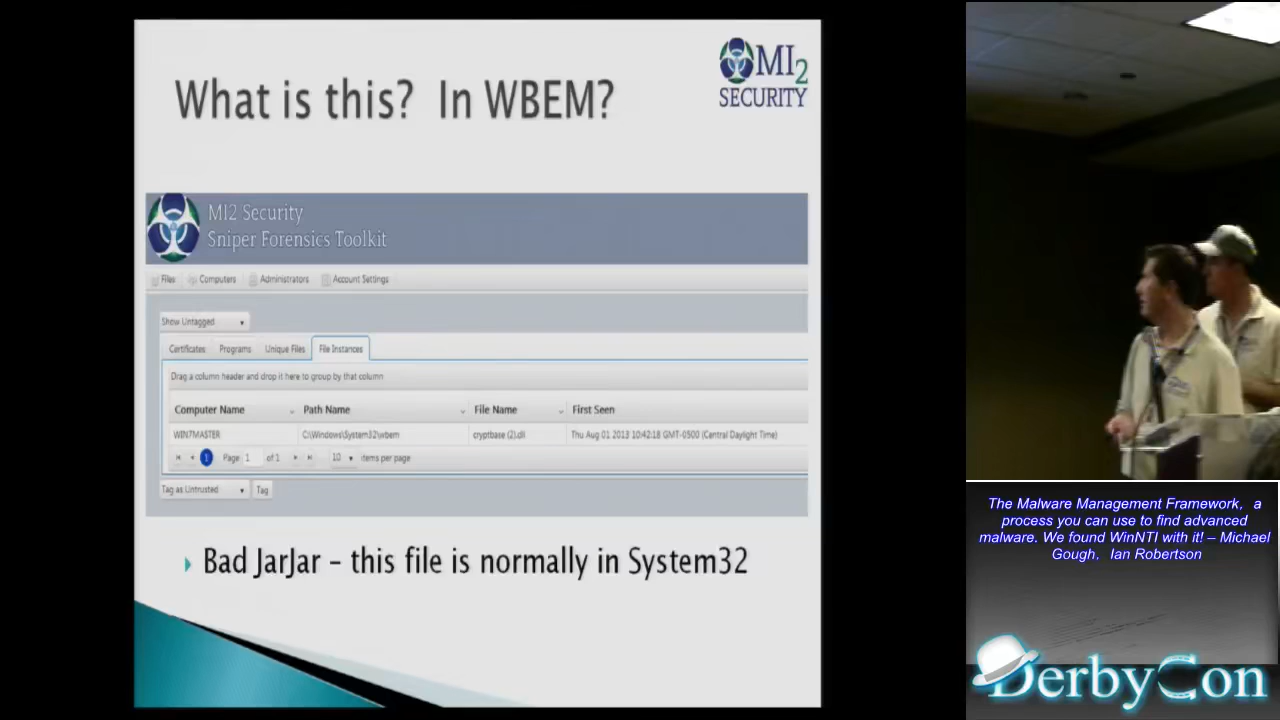 What is this? In WBEM?
MI2
SECURITY
MI2 Security
Sniper Forensics Toolkit
Files Computers Administrators Account Settings
Show Untagged
Certificates Programs Unique Files File Instances
Drag a column header and drop it here to group by that column
Computer Name Path Name File Name First Seen
WIN7MASTER C:\Windows\System32\wbem cryptbase (2).dll Thu Aug 01 2013 10:42:18 GMT-0500 (Central Daylight Time)
1 Page 1 of 1 10 items per page
Tag as Untrusted Tag
Bad JarJar – this file is normally in System32
The Malware Management Framework, a
process you can use to find advanced
malware. We found WinNTI with it! – Michael
Gough, Ian Robertson
DerbyCon